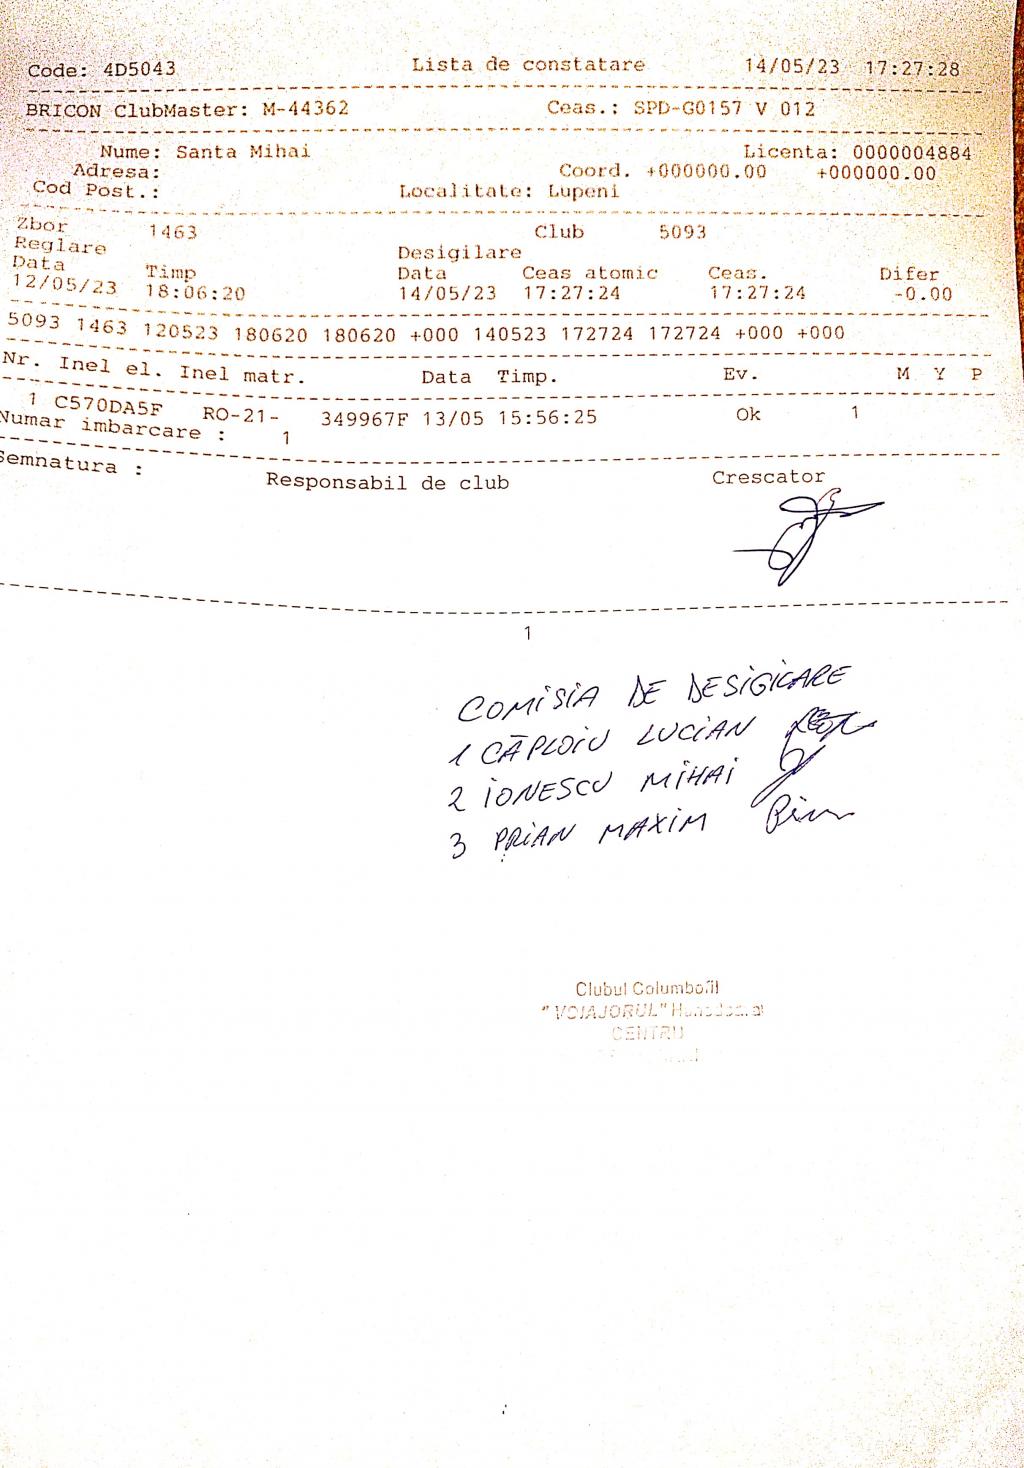 Code: 4D5043 Lista de constatare 14/05/23 17:27:28
BRICON ClubMaster: M-44362 Ceas.: SPD-G0157 V 012
Nume: Santa Mihai Licenta: 0000004884
Adresa: Coord. +000000.00 +000000.00
Cod Post.: Localitate: Lupeni
Zbor 1463 Club 5093
Reglare Desigilare
Data Timp Data Ceas atomic Ceas. Difer
12/05/23 18:06:20 14/05/23 17:27:24 17:27:24 -0.00
5093 1463 120523 180620 180620 +000 140523 172724 172724 +000 +000
Nr. Inel el. Inel matr. Data Timp. Ev. M Y P
1 C570DA5F RO-21- 349967F 13/05 15:56:25 Ok 1
Numar imbarcare : 1
Semnatura : Responsabil de club Crescator
1
COMISIA DE DESIGILARE
1 CĂPLOIU LUCIAN
2 IONESCU MIHAI
3 PRIAN MAXIM
Clubul Columbofil
"VOIAJORUL"
CENTRU